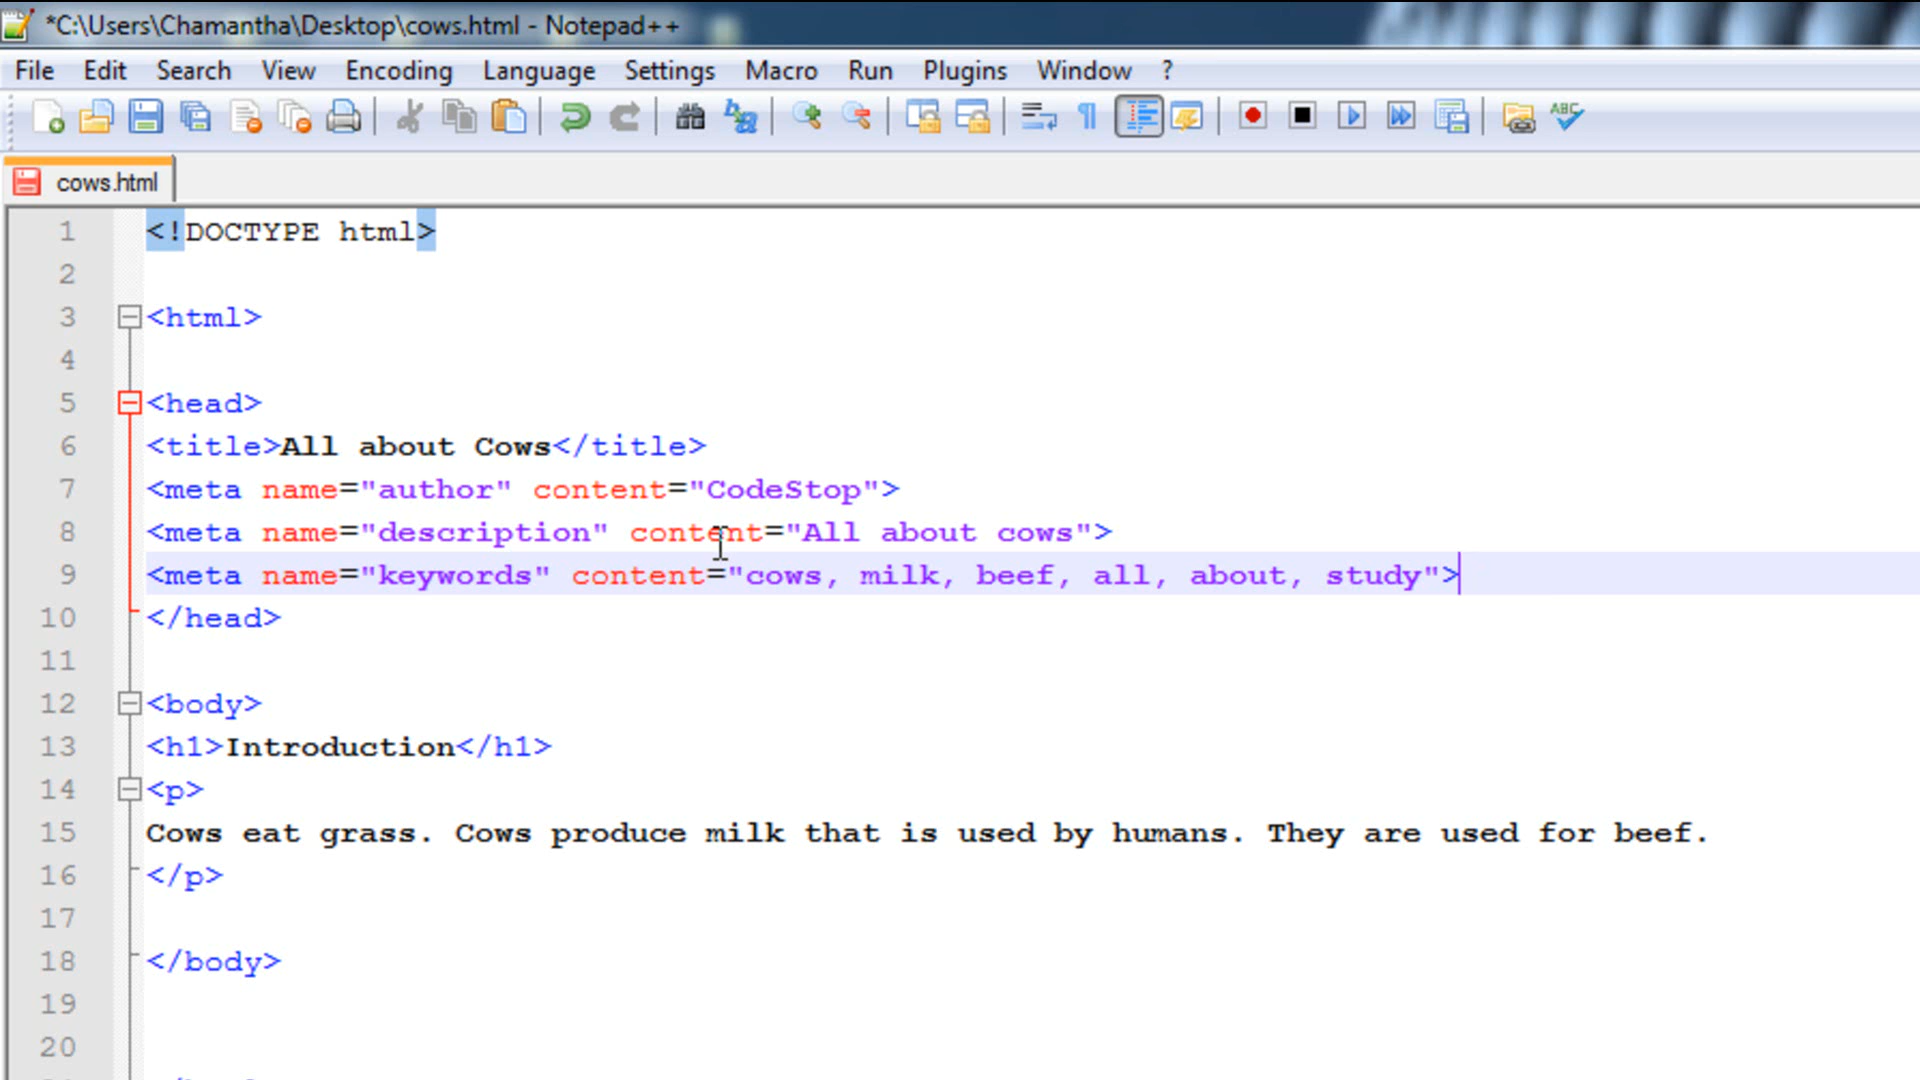 *C:\Users\Chamantha\Desktop\cows.html - Notepad++
File Edit Search View Encoding Language Settings Macro Run Plugins Window ?
ABC
cows.html
1 <!DOCTYPE html>
2
3 <html>
4
5 <head>
6 <title>All about Cows</title>
7 <meta name="author" content="CodeStop">
8 <meta name="description" content="All about cows">
9 <meta name="keywords" content="cows, milk, beef, all, about, study">
10 </head>
11
12 <body>
13 <h1>Introduction</h1>
14 <p>
15 Cows eat grass. Cows produce milk that is used by humans. They are used for beef.
16 </p>
17
18 </body>
19
20